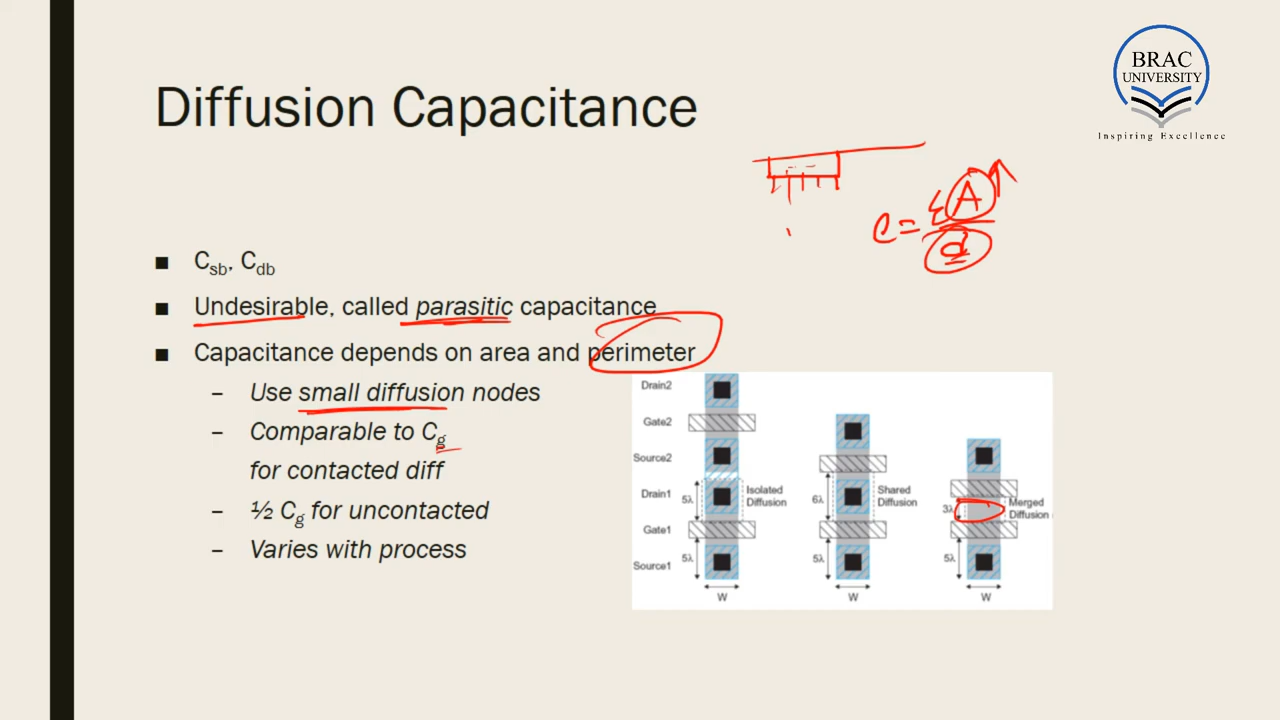 BRAC
UNIVERSITY
Inspiring Excellence
Diffusion Capacitance
C = εA / d
■ Csb, Cdb
■ Undesirable, called parasitic capacitance
■ Capacitance depends on area and perimeter
– Use small diffusion nodes
– Comparable to Cg
for contacted diff
– ½ Cg for uncontacted
– Varies with process
Drain2
Gate2
Source2
Drain1
Gate1
Source1
5λ
Isolated
Diffusion
5λ
W
6λ
Shared
Diffusion
5λ
W
3λ
Merged
Diffusion
5λ
W